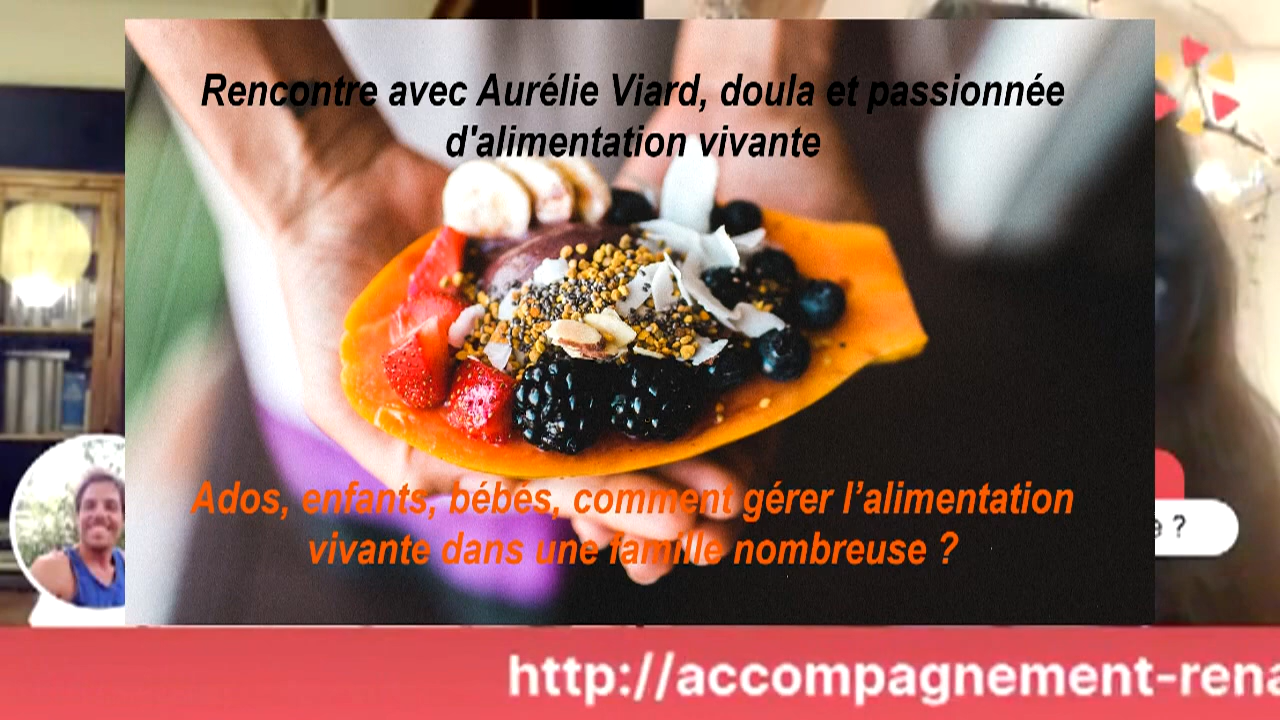 Rencontre avec Aurélie Viard, doula et passionnée
d'alimentation vivante
Ados, enfants, bébés, comment gérer l’alimentation
vivante dans une famille nombreuse ?
?
http://accompagnement-rena